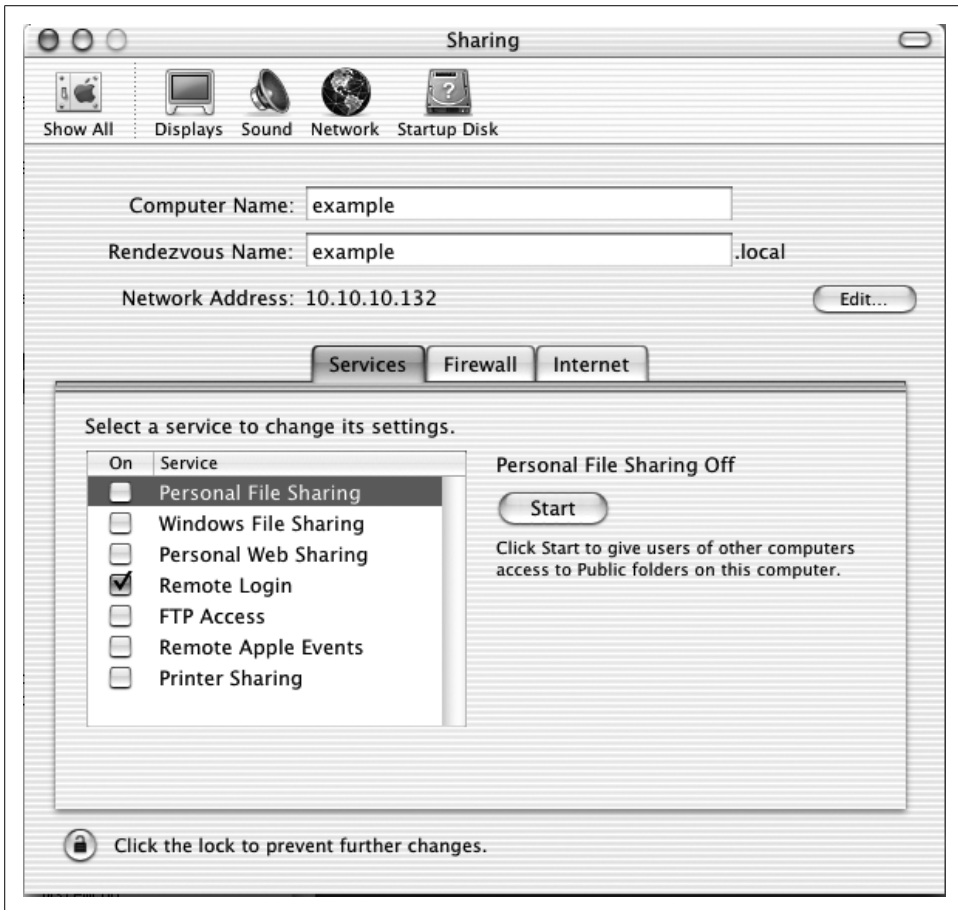 Sharing
Show All Displays Sound Network Startup Disk
Computer Name: example
Rendezvous Name: example .local
Network Address: 10.10.10.132 Edit...
Services Firewall Internet
Select a service to change its settings.
On Service
Personal File Sharing
Windows File Sharing
Personal Web Sharing
Remote Login
FTP Access
Remote Apple Events
Printer Sharing
Personal File Sharing Off
Start
Click Start to give users of other computers
access to Public folders on this computer.
Click the lock to prevent further changes.